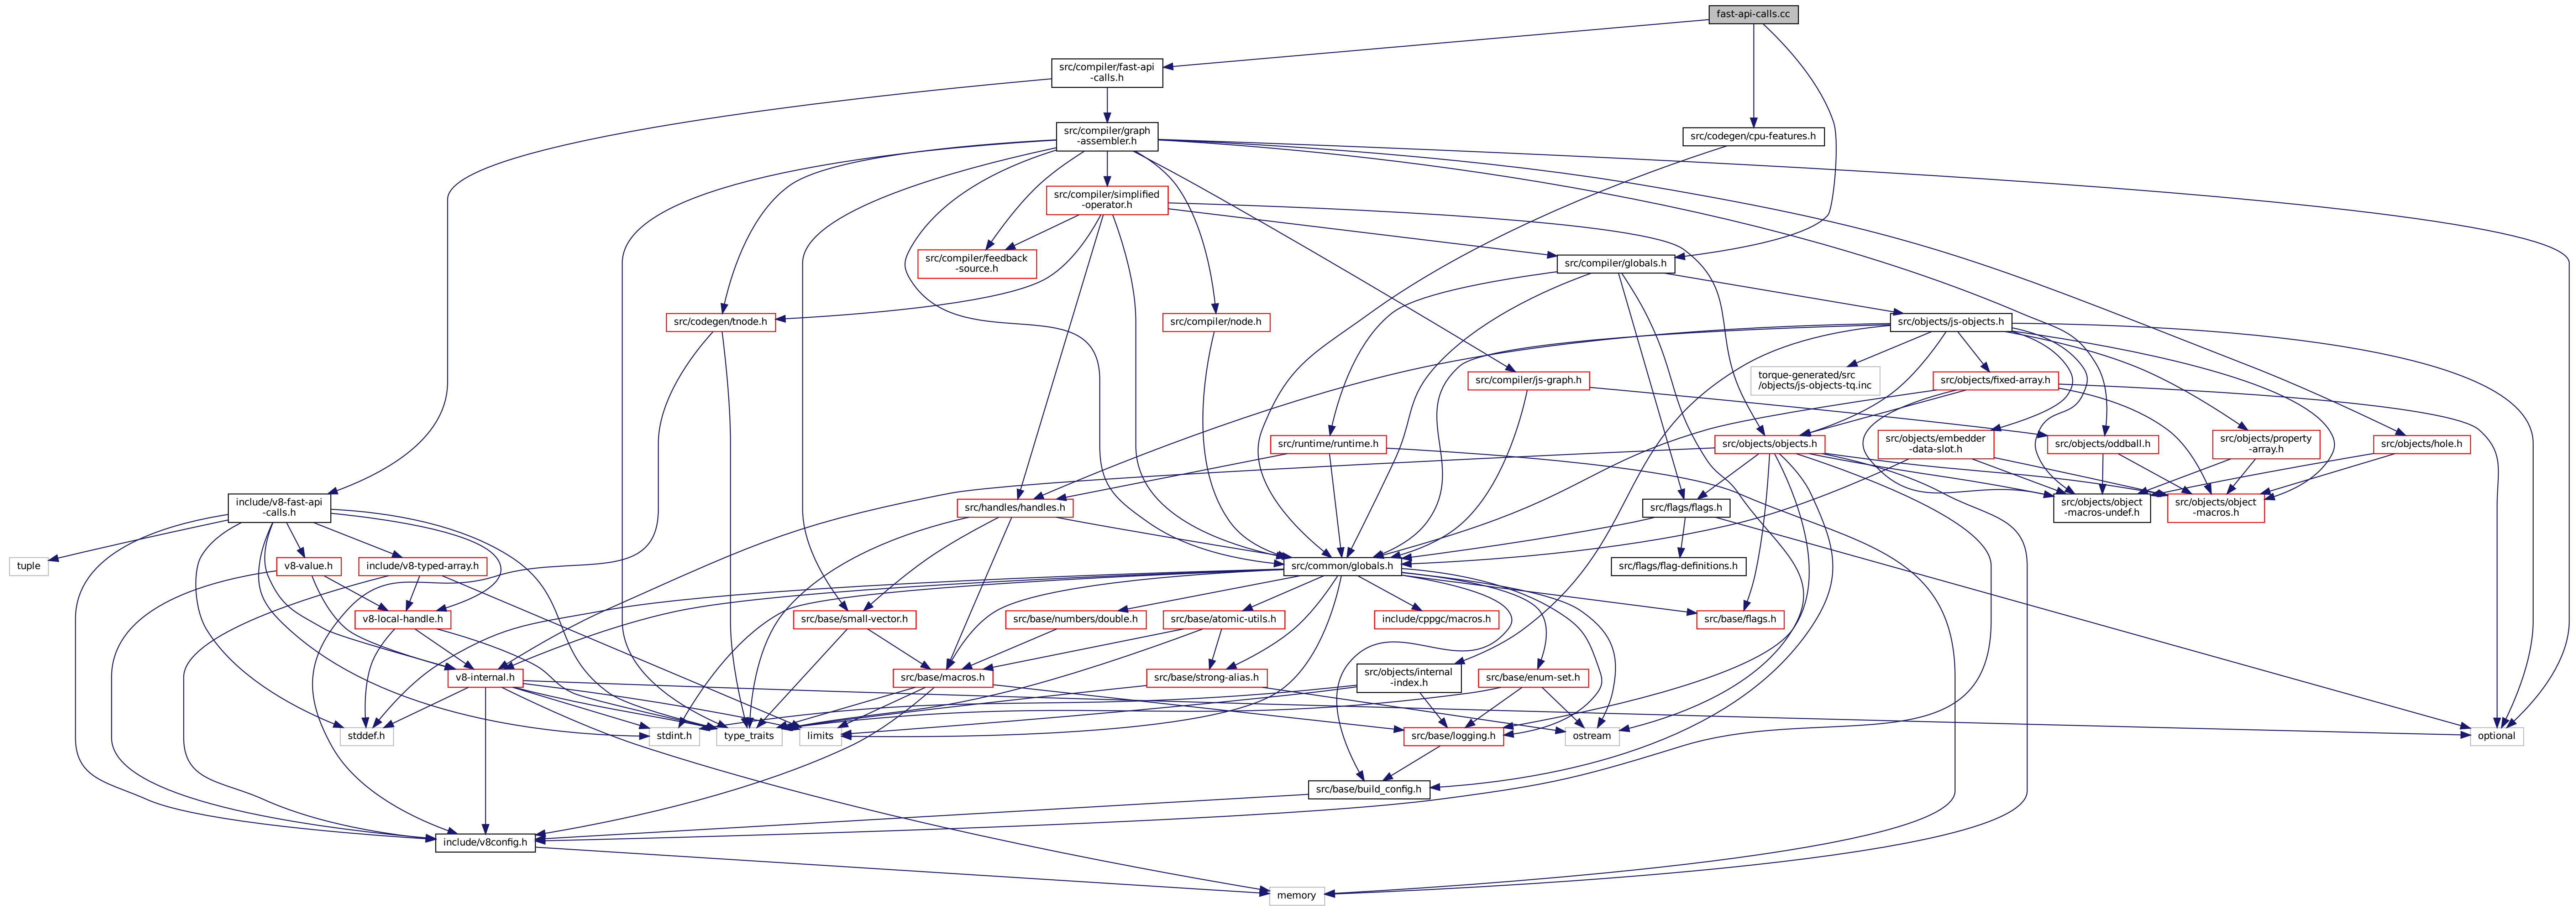 fast-api-calls.cc
src/compiler/fast-api
-calls.h
src/compiler/graph
-assembler.h
src/codegen/cpu-features.h
src/compiler/simplified
-operator.h
src/compiler/feedback
-source.h
src/compiler/globals.h
src/codegen/tnode.h
src/compiler/node.h
src/objects/js-objects.h
src/compiler/js-graph.h
torque-generated/src
/objects/js-objects-tq.inc
src/objects/fixed-array.h
src/runtime/runtime.h
src/objects/objects.h
src/objects/embedder
-data-slot.h
src/objects/oddball.h
src/objects/property
-array.h
src/objects/hole.h
include/v8-fast-api
-calls.h
src/handles/handles.h
src/flags/flags.h
src/objects/object
-macros-undef.h
src/objects/object
-macros.h
tuple
v8-value.h
include/v8-typed-array.h
src/common/globals.h
src/flags/flag-definitions.h
v8-local-handle.h
src/base/small-vector.h
src/base/numbers/double.h
src/base/atomic-utils.h
include/cppgc/macros.h
src/base/flags.h
v8-internal.h
src/base/macros.h
src/base/strong-alias.h
src/objects/internal
-index.h
src/base/enum-set.h
stddef.h
stdint.h
type_traits
limits
src/base/logging.h
ostream
optional
src/base/build_config.h
include/v8config.h
memory